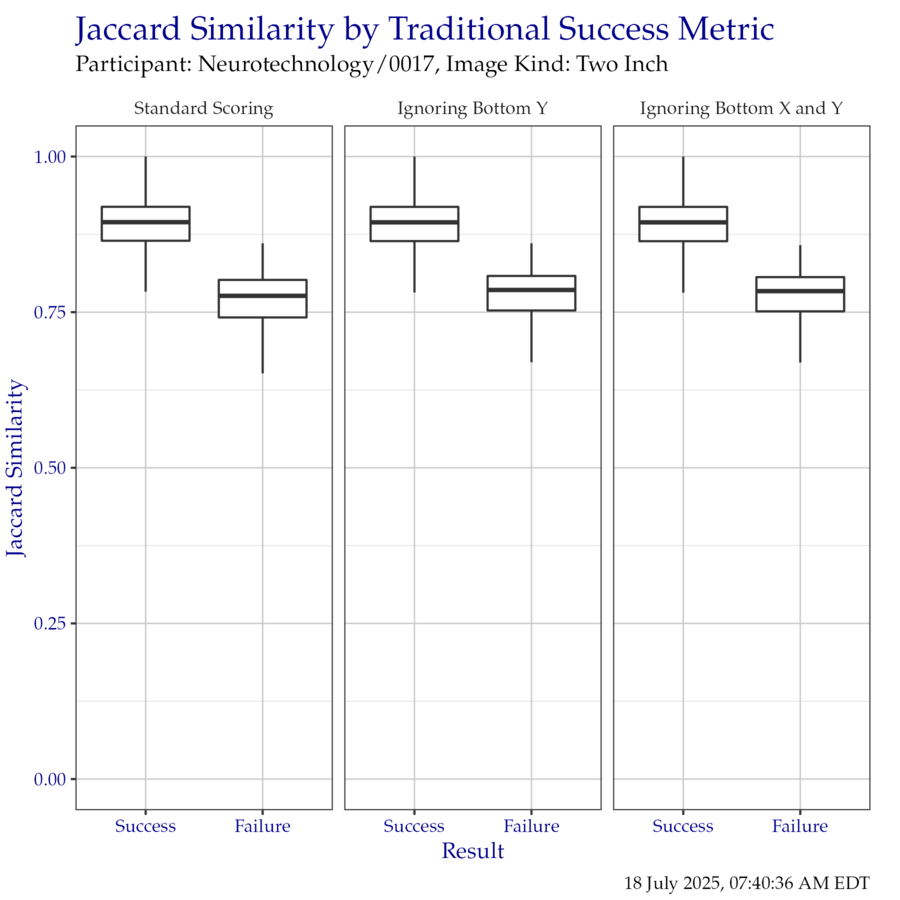 Jaccard Similarity by Traditional Success Metric
Participant: Neurotechnology/0017, Image Kind: Two Inch
Standard Scoring
Ignoring Bottom Y
Ignoring Bottom X and Y
Jaccard Similarity
1.00
0.75
0.50
0.25
0.00
Success
Failure
Success
Failure
Success
Failure
Result
18 July 2025, 07:40:36 AM EDT